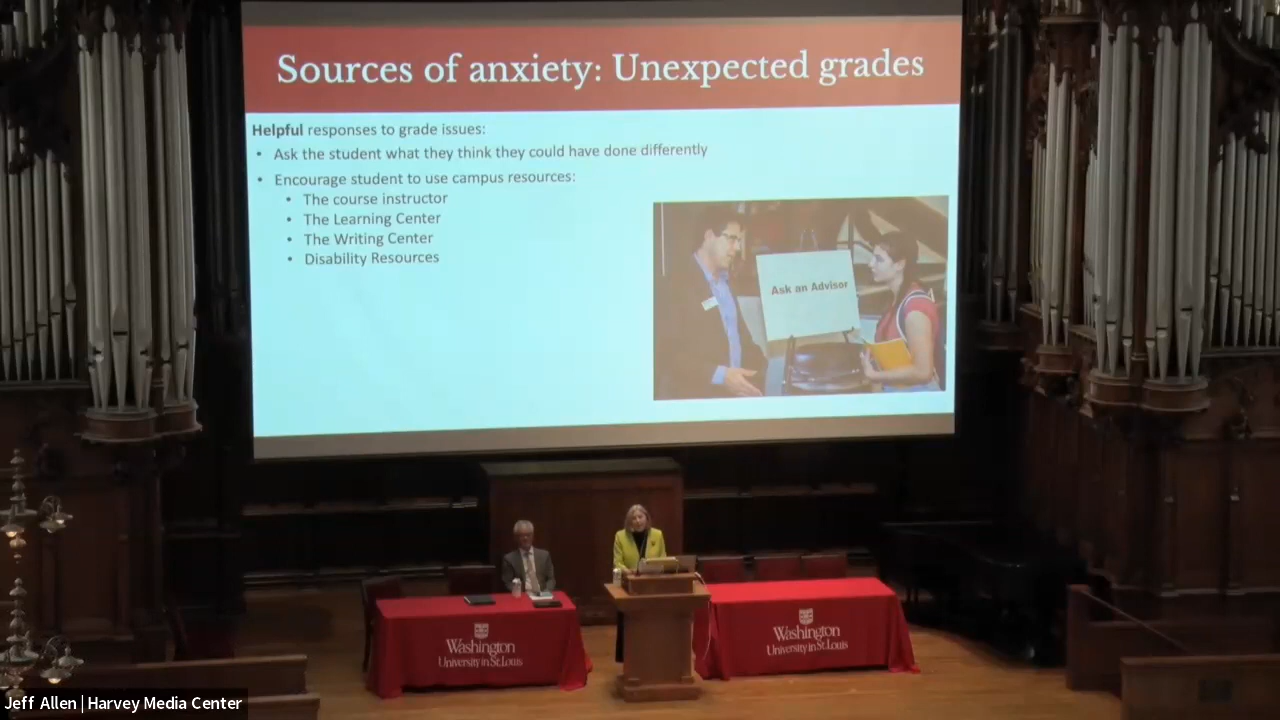 Sources of anxiety: Unexpected grades
Helpful responses to grade issues:
• Ask the student what they think they could have done differently
• Encourage student to use campus resources:
• The course instructor
• The Learning Center
• The Writing Center
• Disability Resources
Ask an Advisor
Washington
University in St. Louis
Washington
University in St. Louis
Jeff Allen | Harvey Media Center